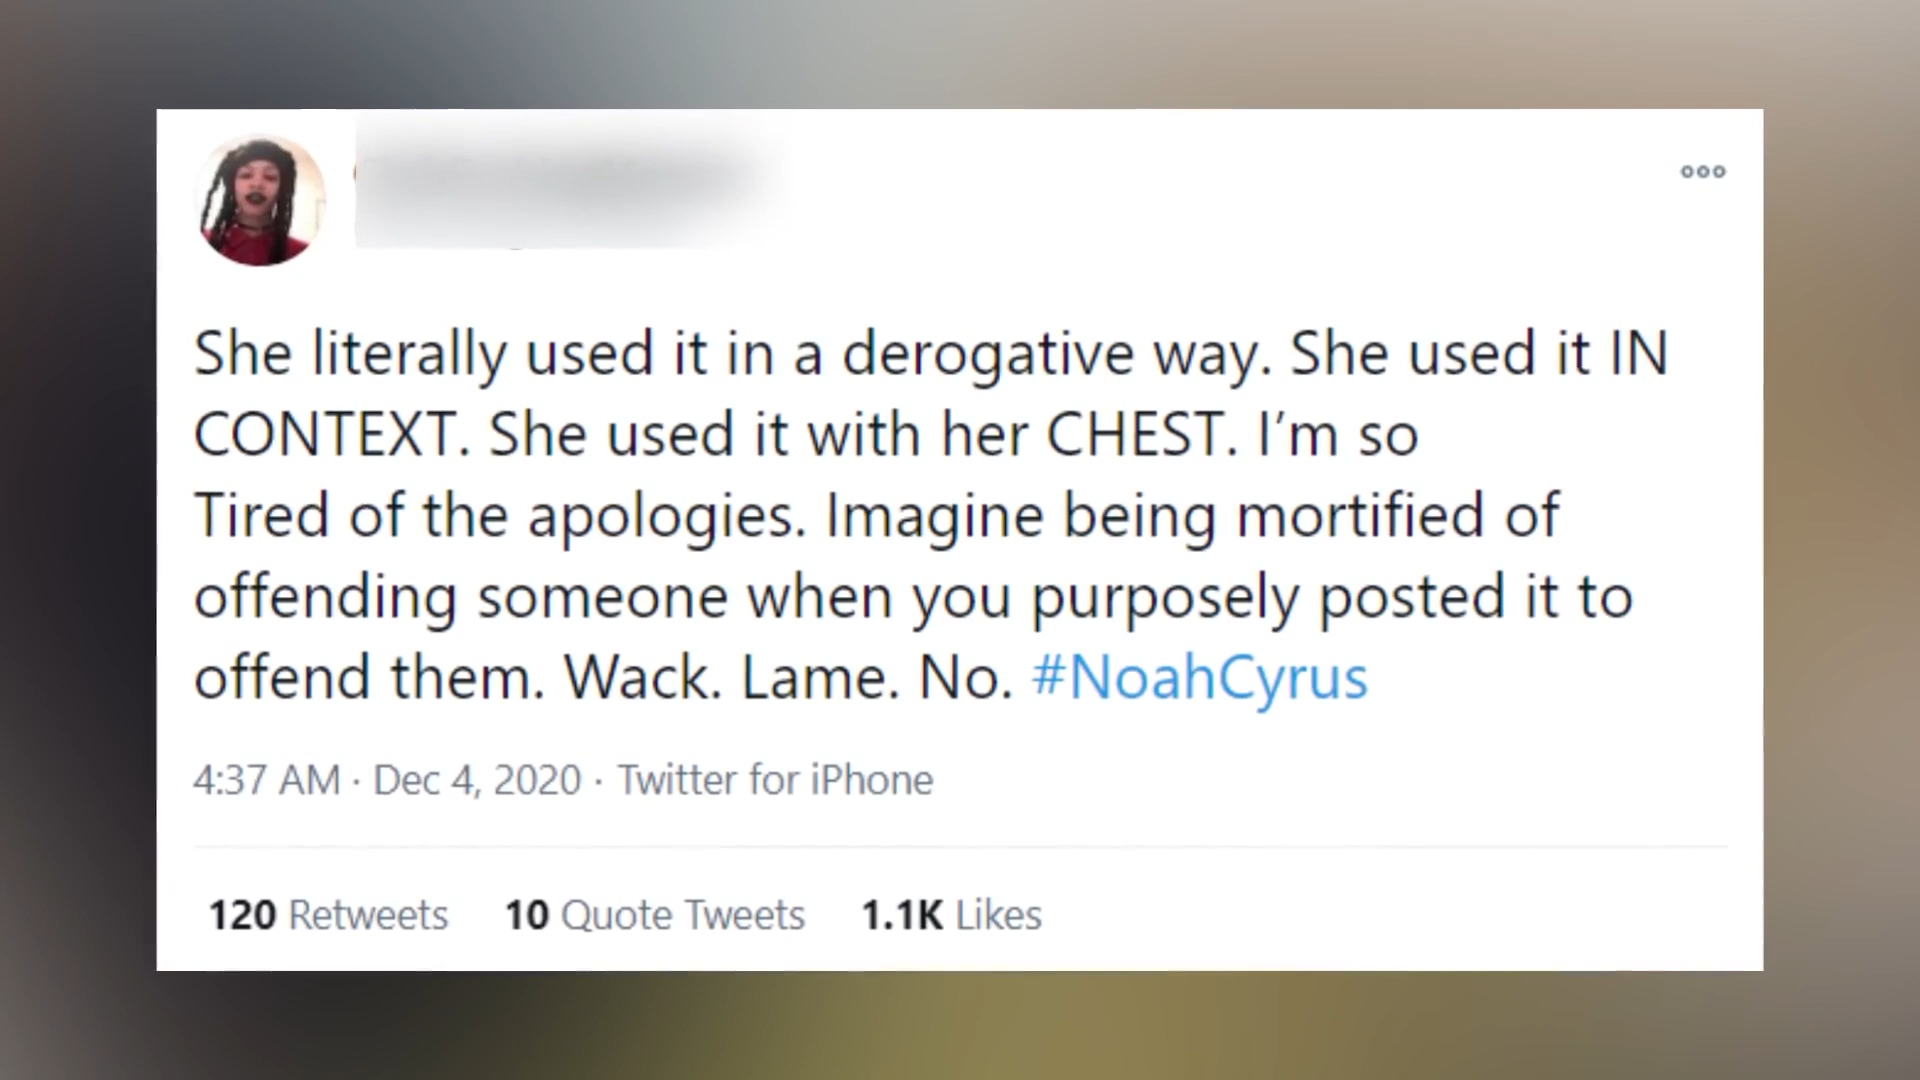 She literally used it in a derogative way. She used it IN
CONTEXT. She used it with her CHEST. I’m so
Tired of the apologies. Imagine being mortified of
offending someone when you purposely posted it to
offend them. Wack. Lame. No. #NoahCyrus
4:37 AM · Dec 4, 2020 · Twitter for iPhone
120 Retweets 10 Quote Tweets 1.1K Likes